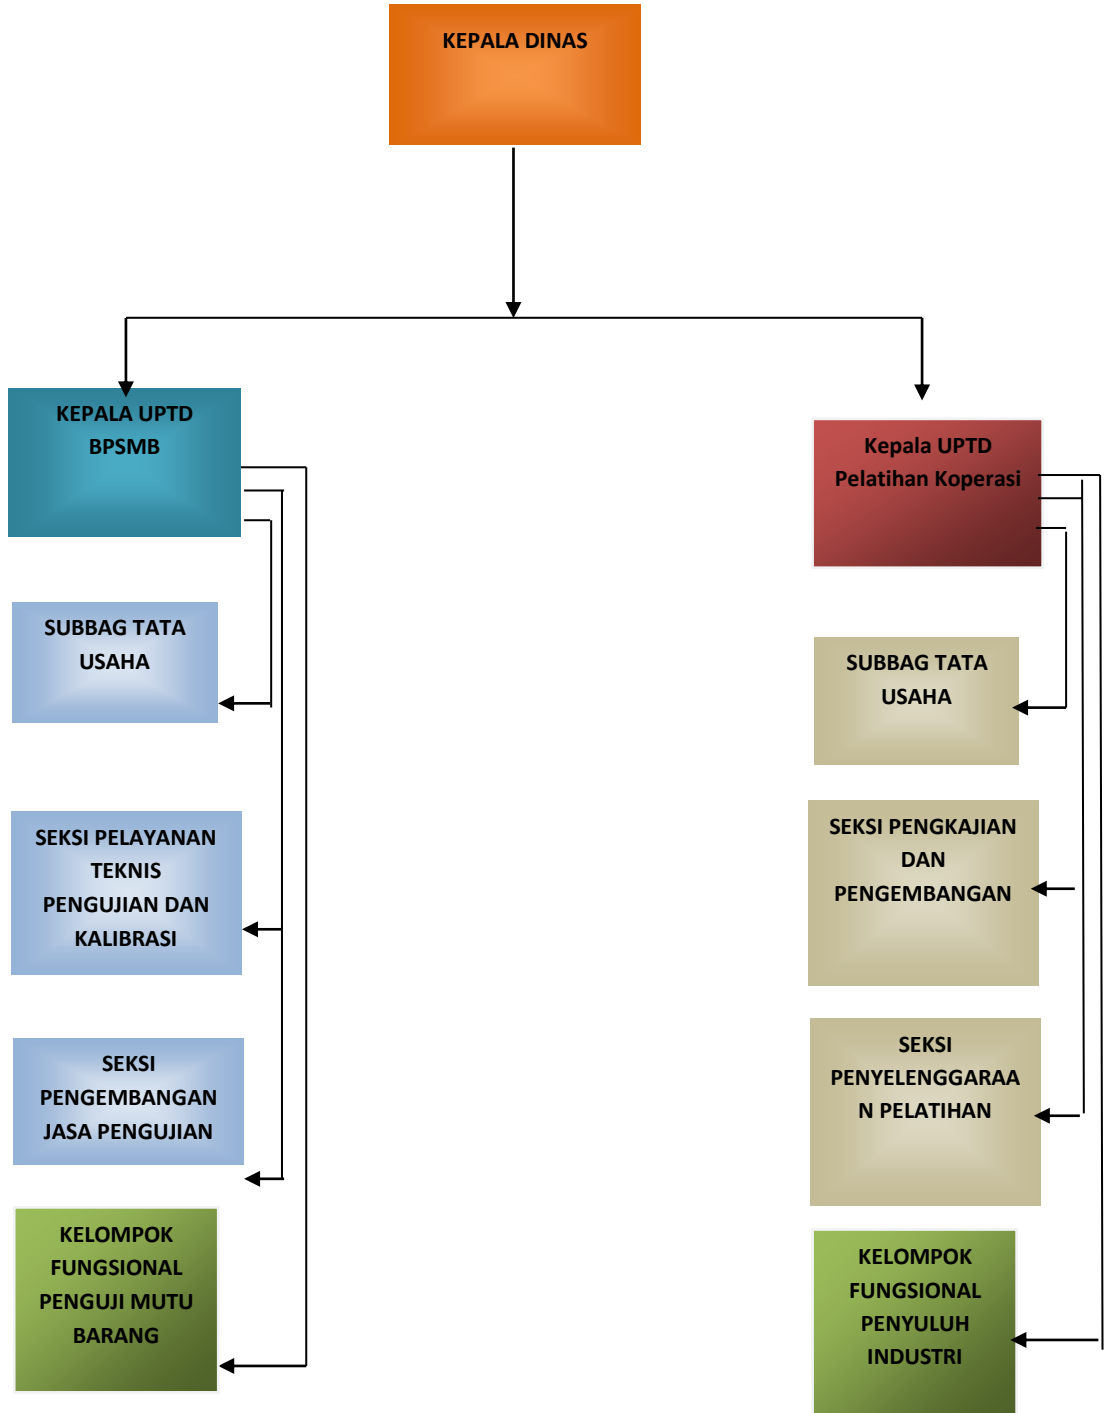 KEPALA DINAS
KEPALA UPTD
BPSMB
SUBBAG TATA
USAHA
SEKSI PELAYANAN
TEKNIS
PENGUJIAN DAN
KALIBRASI
SEKSI
PENGEMBANGAN
JASA PENGUJIAN
KELOMPOK
FUNGSIONAL
PENGUJI MUTU
BARANG
Kepala UPTD
Pelatihan Koperasi
SUBBAG TATA
USAHA
SEKSI PENGKAJIAN
DAN
PENGEMBANGAN
SEKSI
PENYELENGGARAA
N PELATIHAN
KELOMPOK
FUNGSIONAL
PENYULUH
INDUSTRI